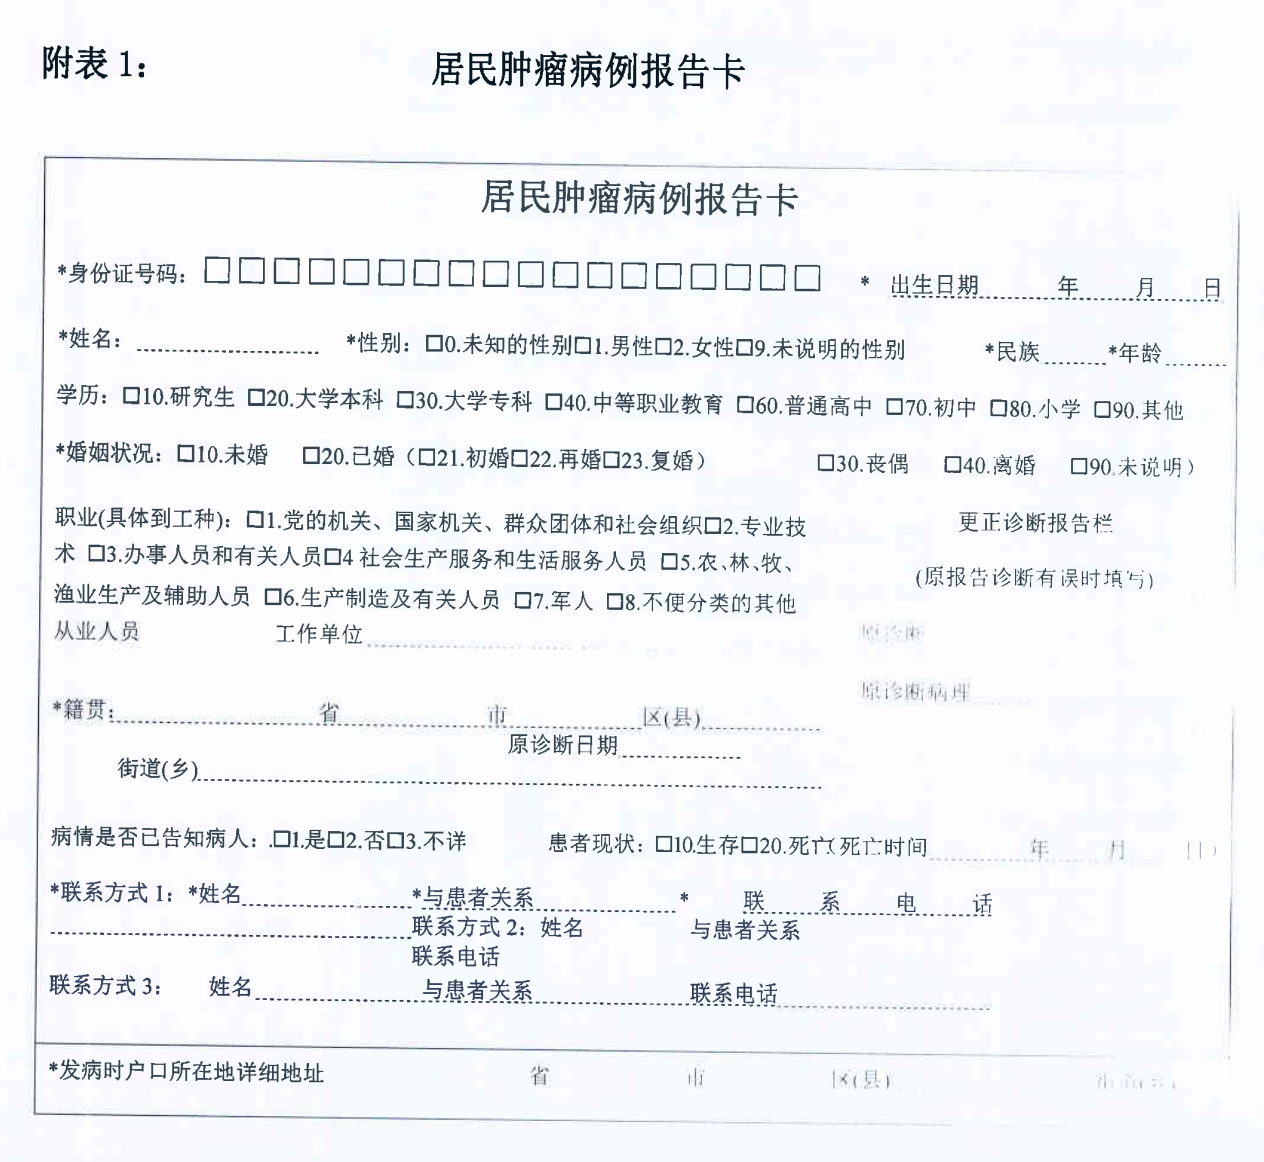 附表 1：
居民肿瘤病例报告卡
居民肿瘤病例报告卡
*身份证号码：□□□□□□□□□□□□□□□□□□ * 出生日期 年 月 日
*姓名： *性别：□0.未知的性别□1.男性□2.女性□9.未说明的性别 *民族 *年龄
学历：□10.研究生 □20.大学本科 □30.大学专科 □40.中等职业教育 □60.普通高中 □70.初中 □80.小学 □90.其他
*婚姻状况：□10.未婚 □20.已婚（□21.初婚□22.再婚□23.复婚） □30.丧偶 □40.离婚 □90.未说明）
职业(具体到工种)：□1.党的机关、国家机关、群众团体和社会组织□2.专业技
术 □3.办事人员和有关人员□4 社会生产服务和生活服务人员 □5.农、林、牧、
渔业生产及辅助人员 □6.生产制造及有关人员 □7.军人 □8.不便分类的其他
从业人员 工作单位
更正诊断报告栏
(原报告诊断有误时填写)
原诊断
原诊断病理
*籍贯: 省 市 区(县)
原诊断日期
街道(乡)
病情是否已告知病人：.□1.是□2.否□3.不详 患者现状：□10.生存□20.死亡(死亡时间 年 月 日)
*联系方式 1：*姓名 *与患者关系 * 联 系 电 话
联系方式 2：姓名 与患者关系
联系电话
联系方式 3： 姓名 与患者关系 联系电话
*发病时户口所在地详细地址 省 市 区(县)